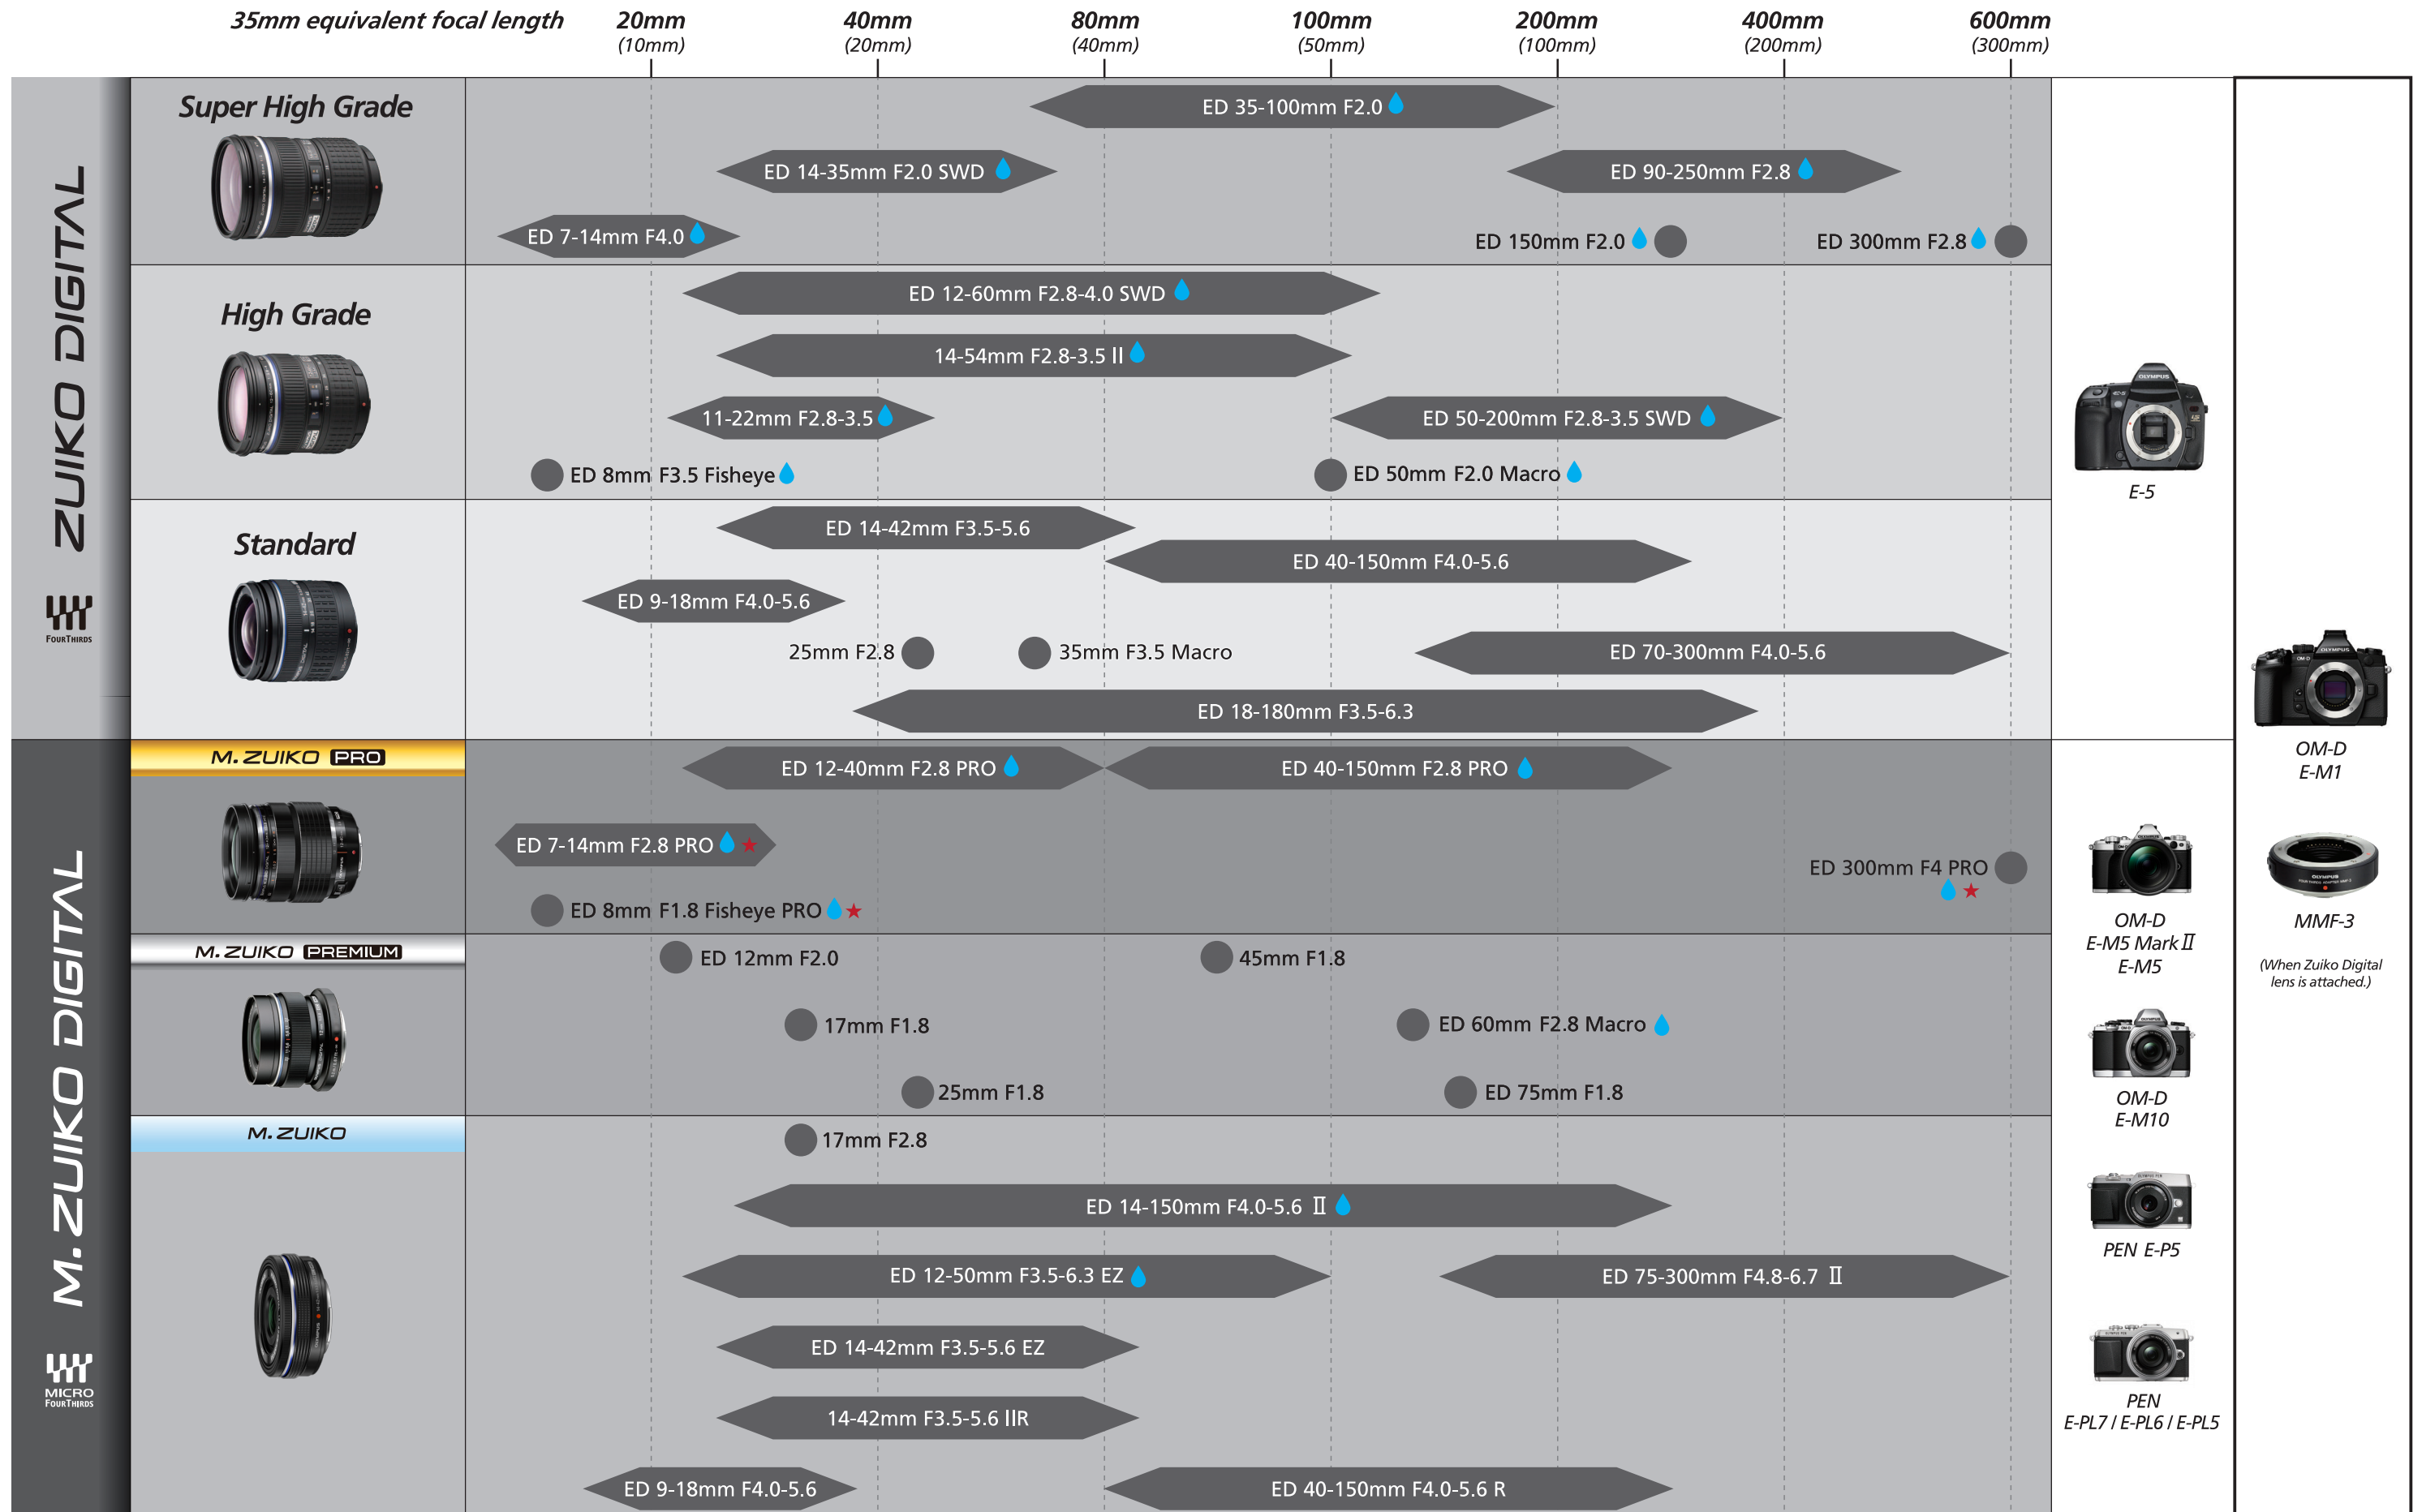 35mm equivalent focal length 20mm 40mm 80mm 100mm 200mm 400mm 600mm
(10mm) (20mm) (40mm) (50mm) (100mm) (200mm) (300mm)
ZUIKO DIGITAL
FOURTHIRDS
Super High Grade
ED 35-100mm F2.0
ED 14-35mm F2.0 SWD
ED 90-250mm F2.8
ED 7-14mm F4.0
ED 150mm F2.0
ED 300mm F2.8
High Grade
ED 12-60mm F2.8-4.0 SWD
14-54mm F2.8-3.5 II
11-22mm F2.8-3.5
ED 50-200mm F2.8-3.5 SWD
ED 8mm F3.5 Fisheye
ED 50mm F2.0 Macro
Standard
ED 14-42mm F3.5-5.6
ED 40-150mm F4.0-5.6
ED 9-18mm F4.0-5.6
25mm F2.8
35mm F3.5 Macro
ED 70-300mm F4.0-5.6
ED 18-180mm F3.5-6.3
OLYMPUS
E-5
M.ZUIKO DIGITAL
MICRO
FOURTHIRDS
M.ZUIKO PRO
ED 12-40mm F2.8 PRO
ED 40-150mm F2.8 PRO
ED 7-14mm F2.8 PRO
ED 300mm F4 PRO
ED 8mm F1.8 Fisheye PRO
M.ZUIKO PREMIUM
ED 12mm F2.0
45mm F1.8
17mm F1.8
ED 60mm F2.8 Macro
25mm F1.8
ED 75mm F1.8
M.ZUIKO
17mm F2.8
ED 14-150mm F4.0-5.6 II
ED 12-50mm F3.5-6.3 EZ
ED 75-300mm F4.8-6.7 II
ED 14-42mm F3.5-5.6 EZ
14-42mm F3.5-5.6 IIR
ED 9-18mm F4.0-5.6
ED 40-150mm F4.0-5.6 R
OM-D
E-M5 Mark II
E-M5
OLYMPUS
OM-D
E-M10
PEN E-P5
PEN
E-PL7 / E-PL6 / E-PL5
OLYMPUS
OM-D
OM-D
E-M1
OLYMPUS
MMF-3
(When Zuiko Digital
lens is attached.)